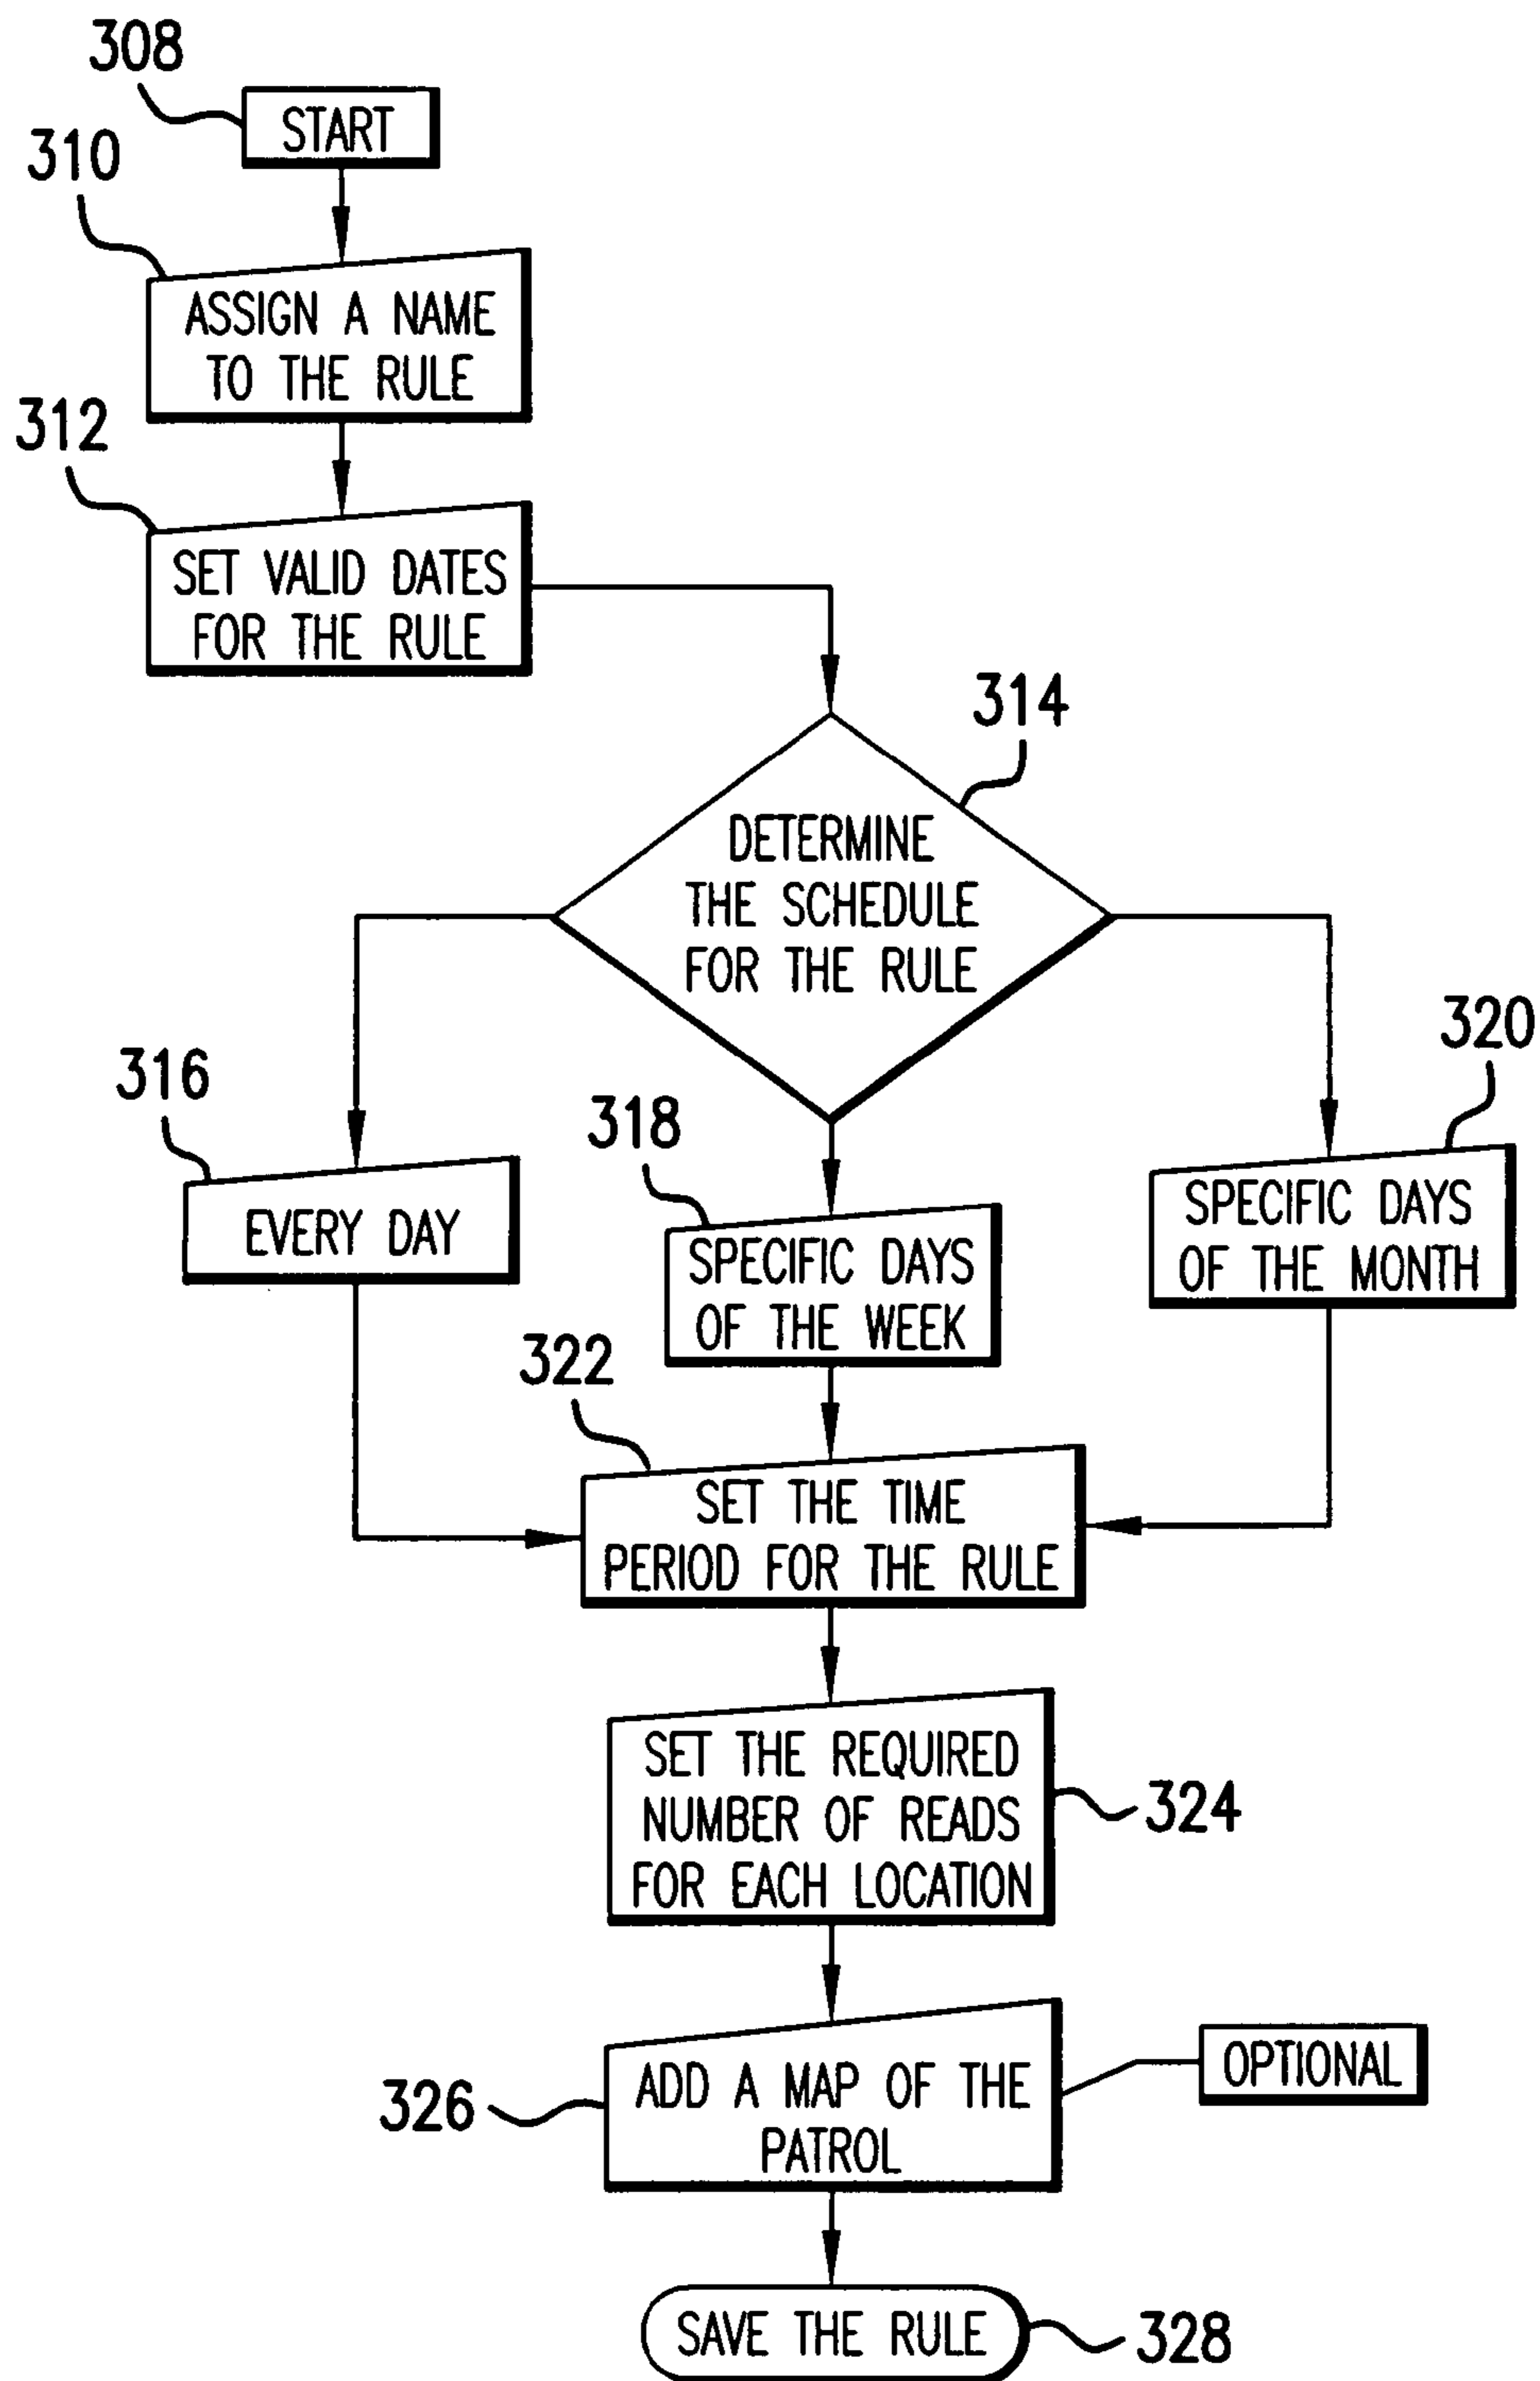 308
START
310
ASSIGN A NAME
TO THE RULE
312
SET VALID DATES
FOR THE RULE
314
DETERMINE
THE SCHEDULE
FOR THE RULE
316
EVERY DAY
318
SPECIFIC DAYS
OF THE WEEK
320
SPECIFIC DAYS
OF THE MONTH
322
SET THE TIME
PERIOD FOR THE RULE
SET THE REQUIRED
NUMBER OF READS
FOR EACH LOCATION
324
326
ADD A MAP OF THE
PATROL
OPTIONAL
SAVE THE RULE
328